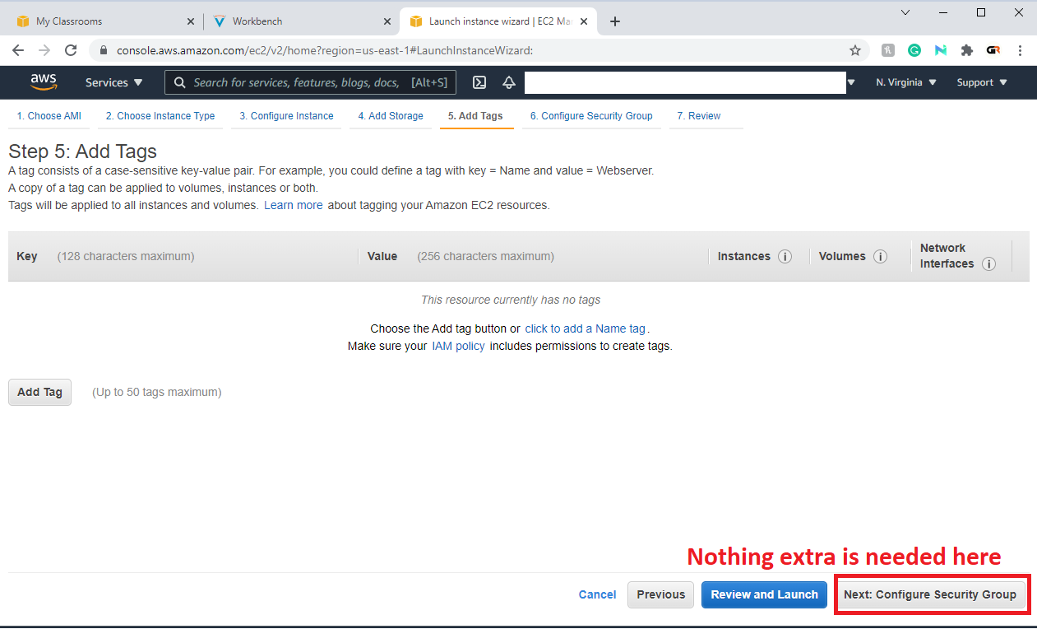 My Classrooms
Workbench
Launch instance wizard | EC2 Ma
console.aws.amazon.com/ec2/v2/home?region=us-east-1#LaunchInstanceWizard:
aws Services Search for services, features, blogs, docs, [Alt+S] N. Virginia Support
1. Choose AMI 2. Choose Instance Type 3. Configure Instance 4. Add Storage 5. Add Tags 6. Configure Security Group 7. Review
Step 5: Add Tags
A tag consists of a case-sensitive key-value pair. For example, you could define a tag with key = Name and value = Webserver.
A copy of a tag can be applied to volumes, instances or both.
Tags will be applied to all instances and volumes. Learn more about tagging your Amazon EC2 resources.
Key (128 characters maximum) Value (256 characters maximum) Instances Volumes Network
Interfaces
This resource currently has no tags
Choose the Add tag button or click to add a Name tag.
Make sure your IAM policy includes permissions to create tags.
Add Tag (Up to 50 tags maximum)
Nothing extra is needed here
Cancel Previous Review and Launch Next: Configure Security Group